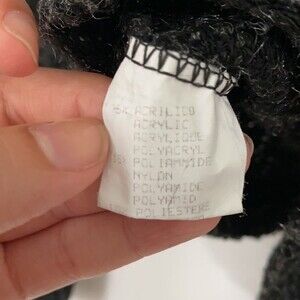 ACRILICO
ACRYLIC
ACRYLIQUE
POLYACRYL
POLIAMMIDE
NYLON
POLYAMIDE
POLYAMID
POLIESTERE